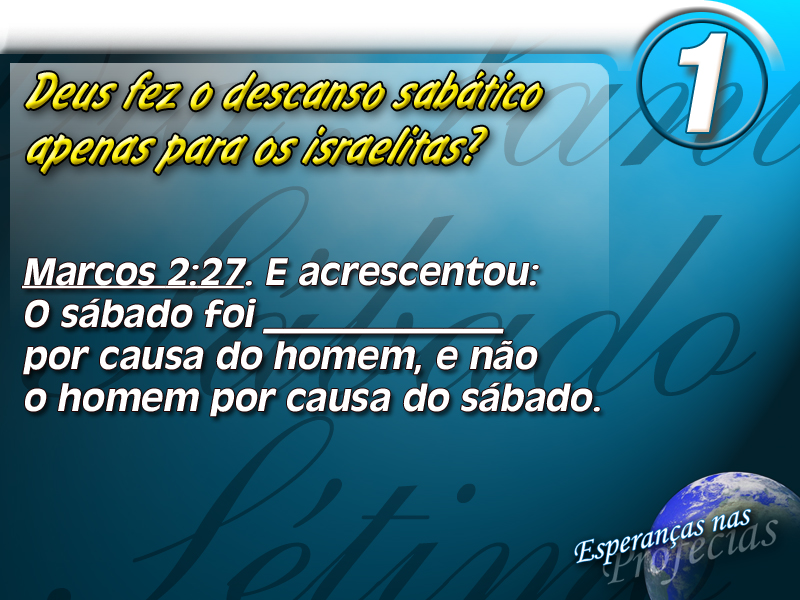 1
Deus fez o descanso sabático
apenas para os israelitas?
Marcos 2:27. E acrescentou:
O sábado foi ____________
por causa do homem, e não
o homem por causa do sábado.
Esperanças nas
Profecias